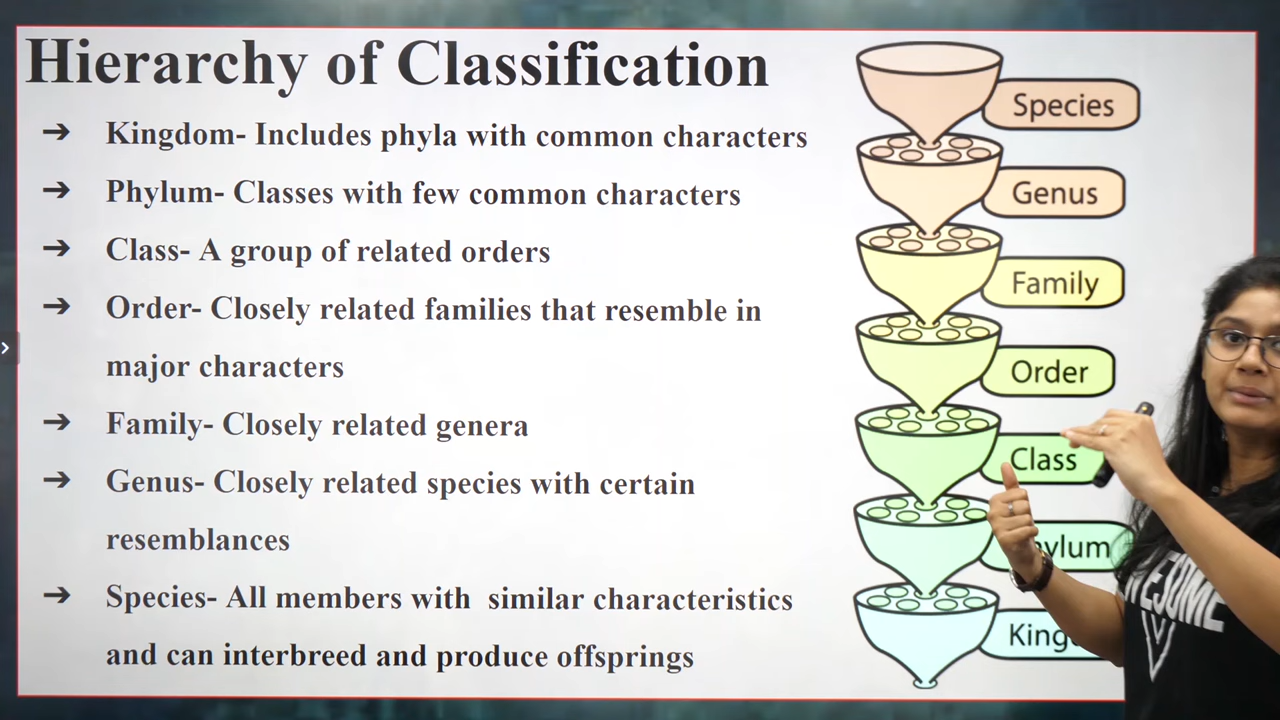 Hierarchy of Classification
➔ Kingdom- Includes phyla with common characters
➔ Phylum- Classes with few common characters
➔ Class- A group of related orders
➔ Order- Closely related families that resemble in
major characters
➔ Family- Closely related genera
➔ Genus- Closely related species with certain
resemblances
➔ Species- All members with similar characteristics
and can interbreed and produce offsprings
Species
Genus
Family
Order
Class
hylum
King